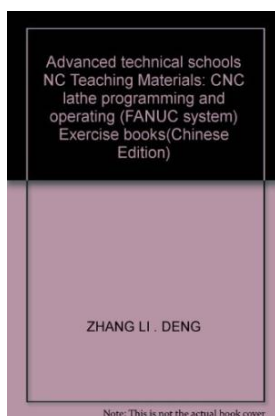 Advanced technical schools
NC Teaching Materials: CNC
lathe programming and
operating (FANUC system)
Exercise books(Chinese
Edition)
ZHANG LI . DENG
Note: This is not the actual book cover